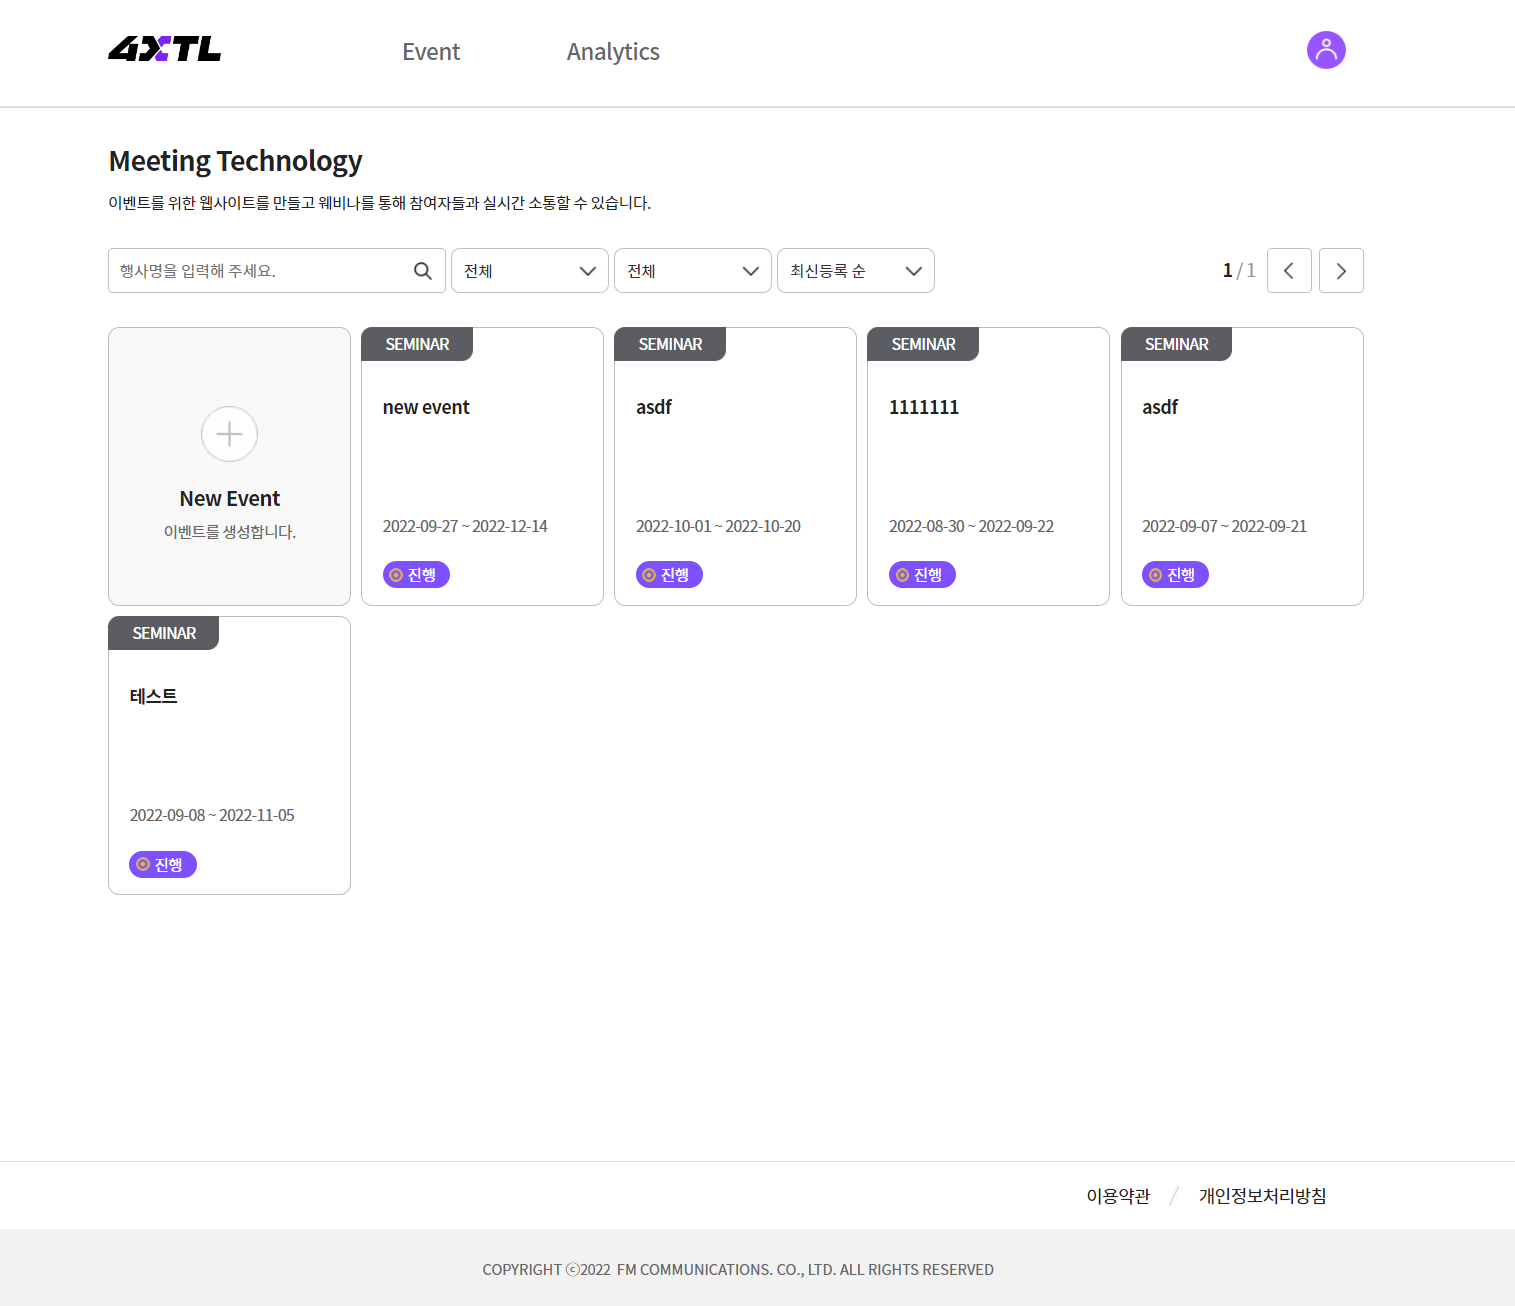 4XTL
Event
Analytics
Meeting Technology
이벤트를 위한 웹사이트를 만들고 웨비나를 통해 참여자들과 실시간 소통할 수 있습니다.
행사명을 입력해 주세요.
전체
전체
최신등록 순
1 / 1
New Event
이벤트를 생성합니다.
SEMINAR
new event
2022-09-27 ~ 2022-12-14
진행
SEMINAR
asdf
2022-10-01 ~ 2022-10-20
진행
SEMINAR
1111111
2022-08-30 ~ 2022-09-22
진행
SEMINAR
asdf
2022-09-07 ~ 2022-09-21
진행
SEMINAR
테스트
2022-09-08 ~ 2022-11-05
진행
이용약관 / 개인정보처리방침
COPYRIGHT ⓒ2022 FM COMMUNICATIONS. CO., LTD. ALL RIGHTS RESERVED